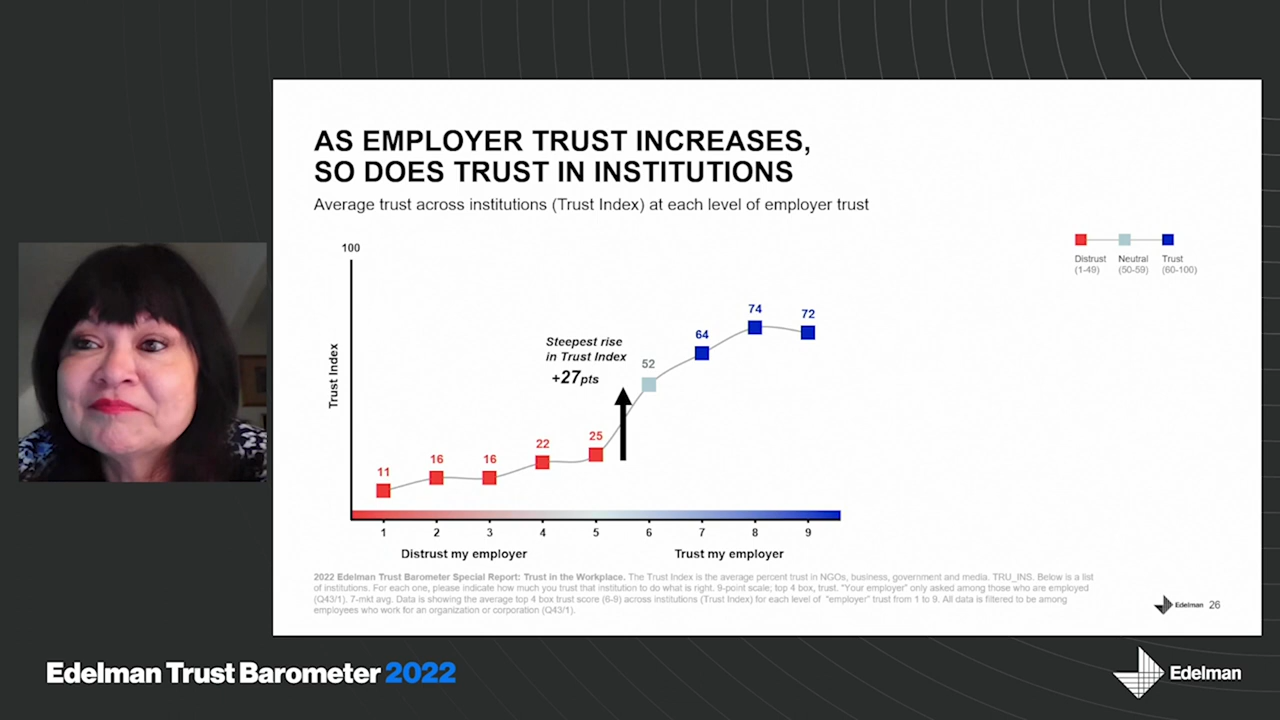 AS EMPLOYER TRUST INCREASES,
SO DOES TRUST IN INSTITUTIONS
Average trust across institutions (Trust Index) at each level of employer trust
Distrust
(1-49)
Neutral
(50-59)
Trust
(60-100)
100
Trust Index
11
16
16
22
25
Steepest rise
in Trust Index
+27pts
52
64
74
72
1
2
3
4
5
6
7
8
9
Distrust my employer
Trust my employer
2022 Edelman Trust Barometer Special Report: Trust in the Workplace. The Trust Index is the average percent trust in NGOs, business, government and media. TRU_INS. Below is a list
of institutions. For each one, please indicate how much you trust that institution to do what is right. 9-point scale; top 4 box, trust. "Your employer" only asked among those who are employed
(Q43/1). 7-mkt avg. Data is showing the average top 4 box trust score (6-9) across institutions (Trust Index) for each level of "employer" trust from 1 to 9. All data is filtered to be among
employees who work for an organization or corporation (Q43/1).
Edelman 26
Edelman Trust Barometer 2022
Edelman